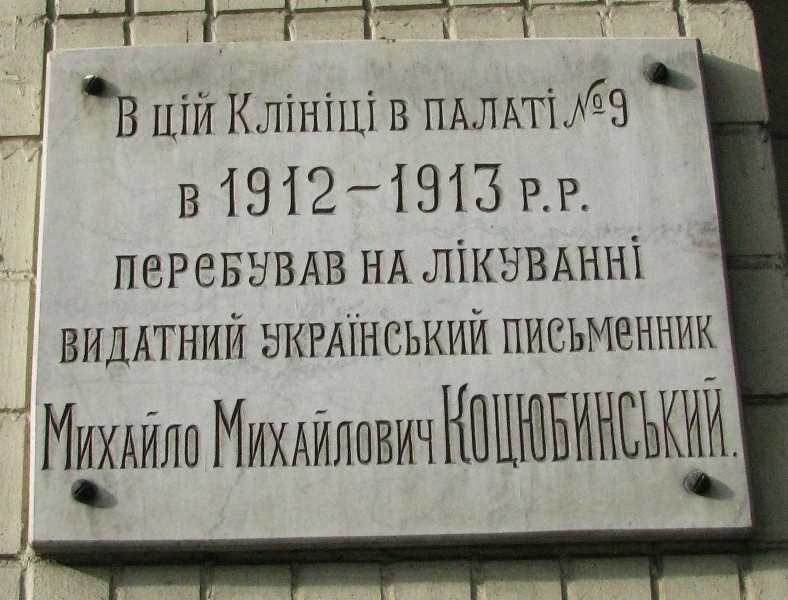 В цій Клініці в палаті №9
в 1912–1913 р.р.
перебував на лікуванні
видатний український письменник
Михайло Михайлович Коцюбинський.